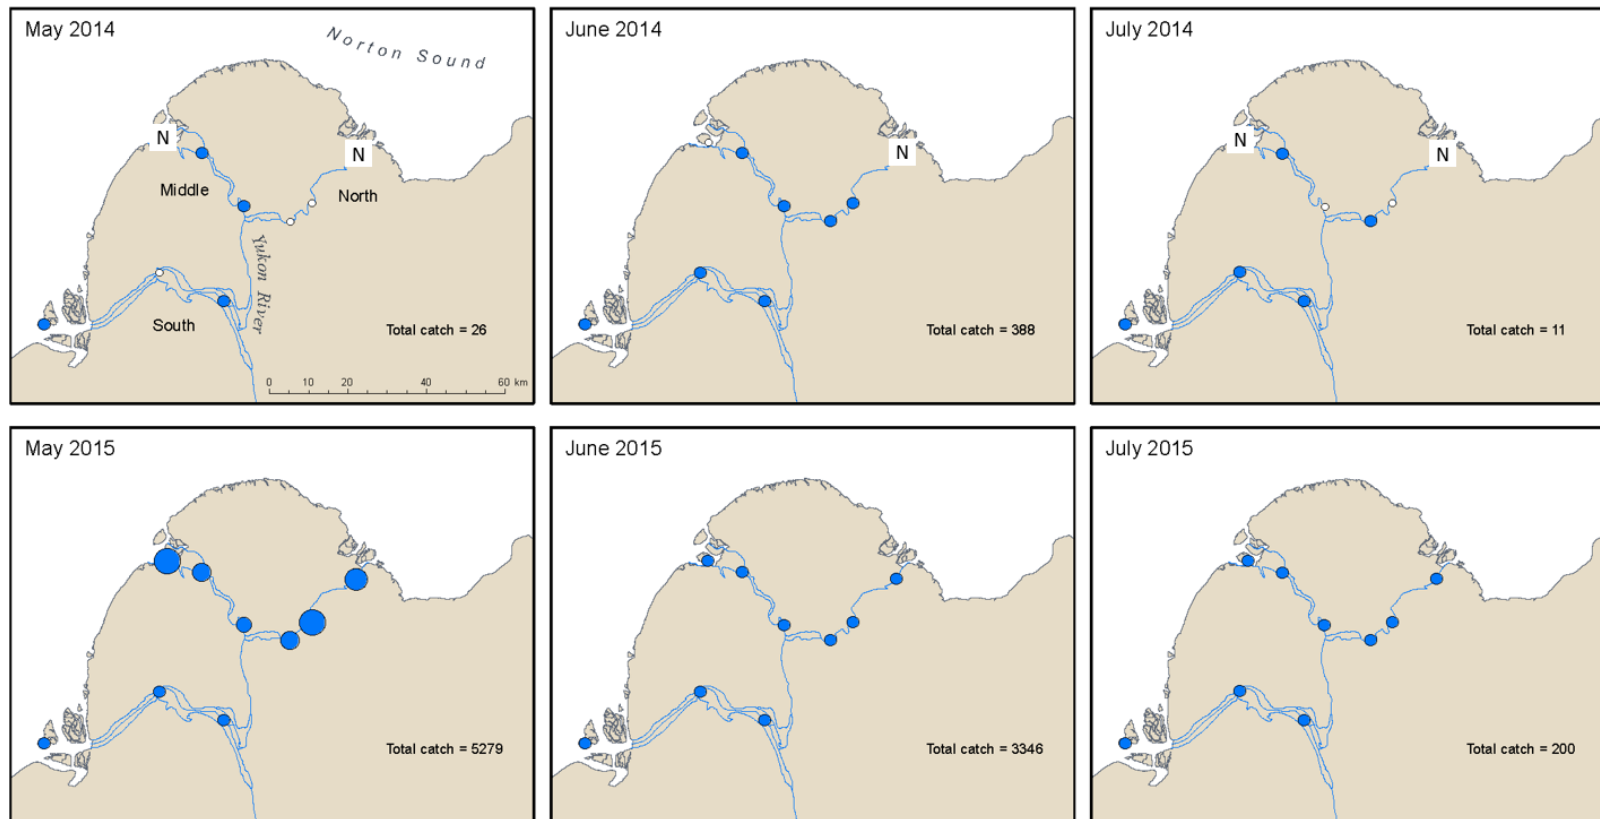 May 2014
Norton Sound
N
N
Middle
North
Yukon River
South
Total catch = 26
0 10 20 40 60 km
June 2014
N
Total catch = 388
July 2014
N
N
Total catch = 11
May 2015
Total catch = 5279
June 2015
Total catch = 3346
July 2015
Total catch = 200